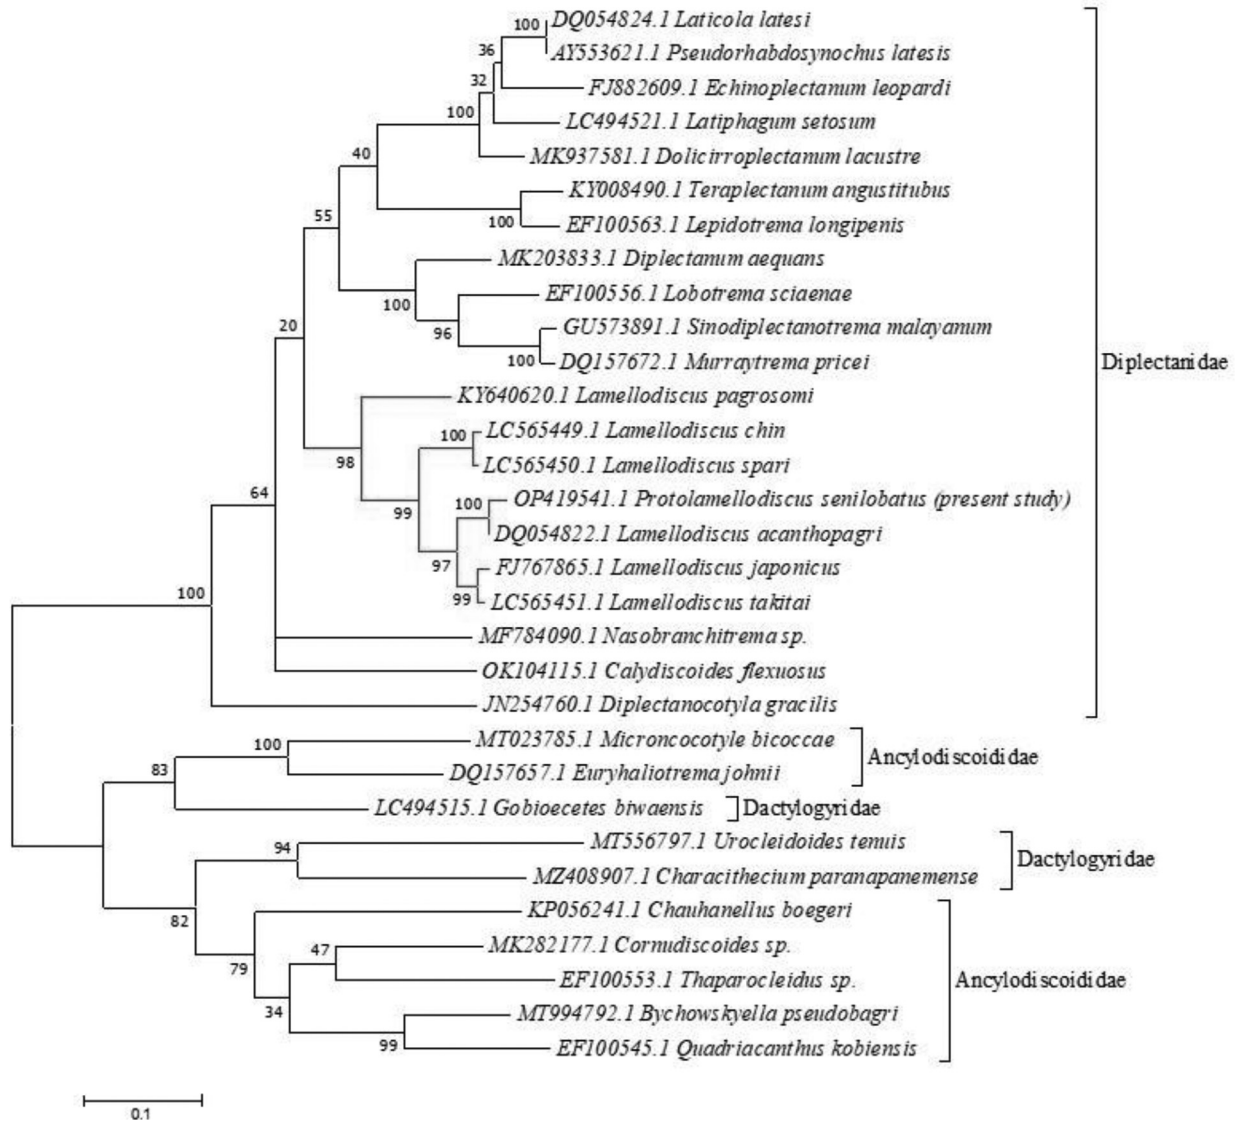 100
DQ054824.1 Laticola latesi
36
AY553621.1 Pseudorhabdosynochus latesis
32
FJ882609.1 Echinoplectanum leopardi
100
LC494521.1 Latiphagum setosum
40
MK937581.1 Dolicirroplectanum lacustre
KY008490.1 Teraplectanum angustitubus
55
100
EF100563.1 Lepidotrema longipenis
MK203833.1 Diplectanum aequans
100
EF100556.1 Lobotrema sciaenae
20
96
GU573891.1 Sinodiplectanotrema malayanum
100
DQ157672.1 Murraytrema pricei
Diplectanidae
KY640620.1 Lamellodiscus pagrosomi
100
LC565449.1 Lamellodiscus chin
98
LC565450.1 Lamellodiscus spari
64
100
OP419541.1 Protolamellodiscus senilobatus (present study)
99
DQ054822.1 Lamellodiscus acanthopagri
97
FJ767865.1 Lamellodiscus japonicus
100
99
LC565451.1 Lamellodiscus takitai
MF784090.1 Nasobranchitrema sp.
OK104115.1 Calydiscoides flexuosus
JN254760.1 Diplectanocotyla gracilis
100
MT023785.1 Microncocotyle bicoccae
Ancylodiscoididae
83
DQ157657.1 Euryhaliotrema johnii
LC494515.1 Gobioecetes biwaensis
Dactylogyridae
94
MT556797.1 Urocleidoides tenuis
Dactylogyridae
MZ408907.1 Characithecium paranapanemense
82
KP056241.1 Chauhanellus boegeri
47
MK282177.1 Cornudiscoides sp.
79
EF100553.1 Thaparocleidus sp.
Ancylodiscoididae
34
MT994792.1 Bychowskyella pseudobagri
99
EF100545.1 Quadriacanthus kobiensis
0.1